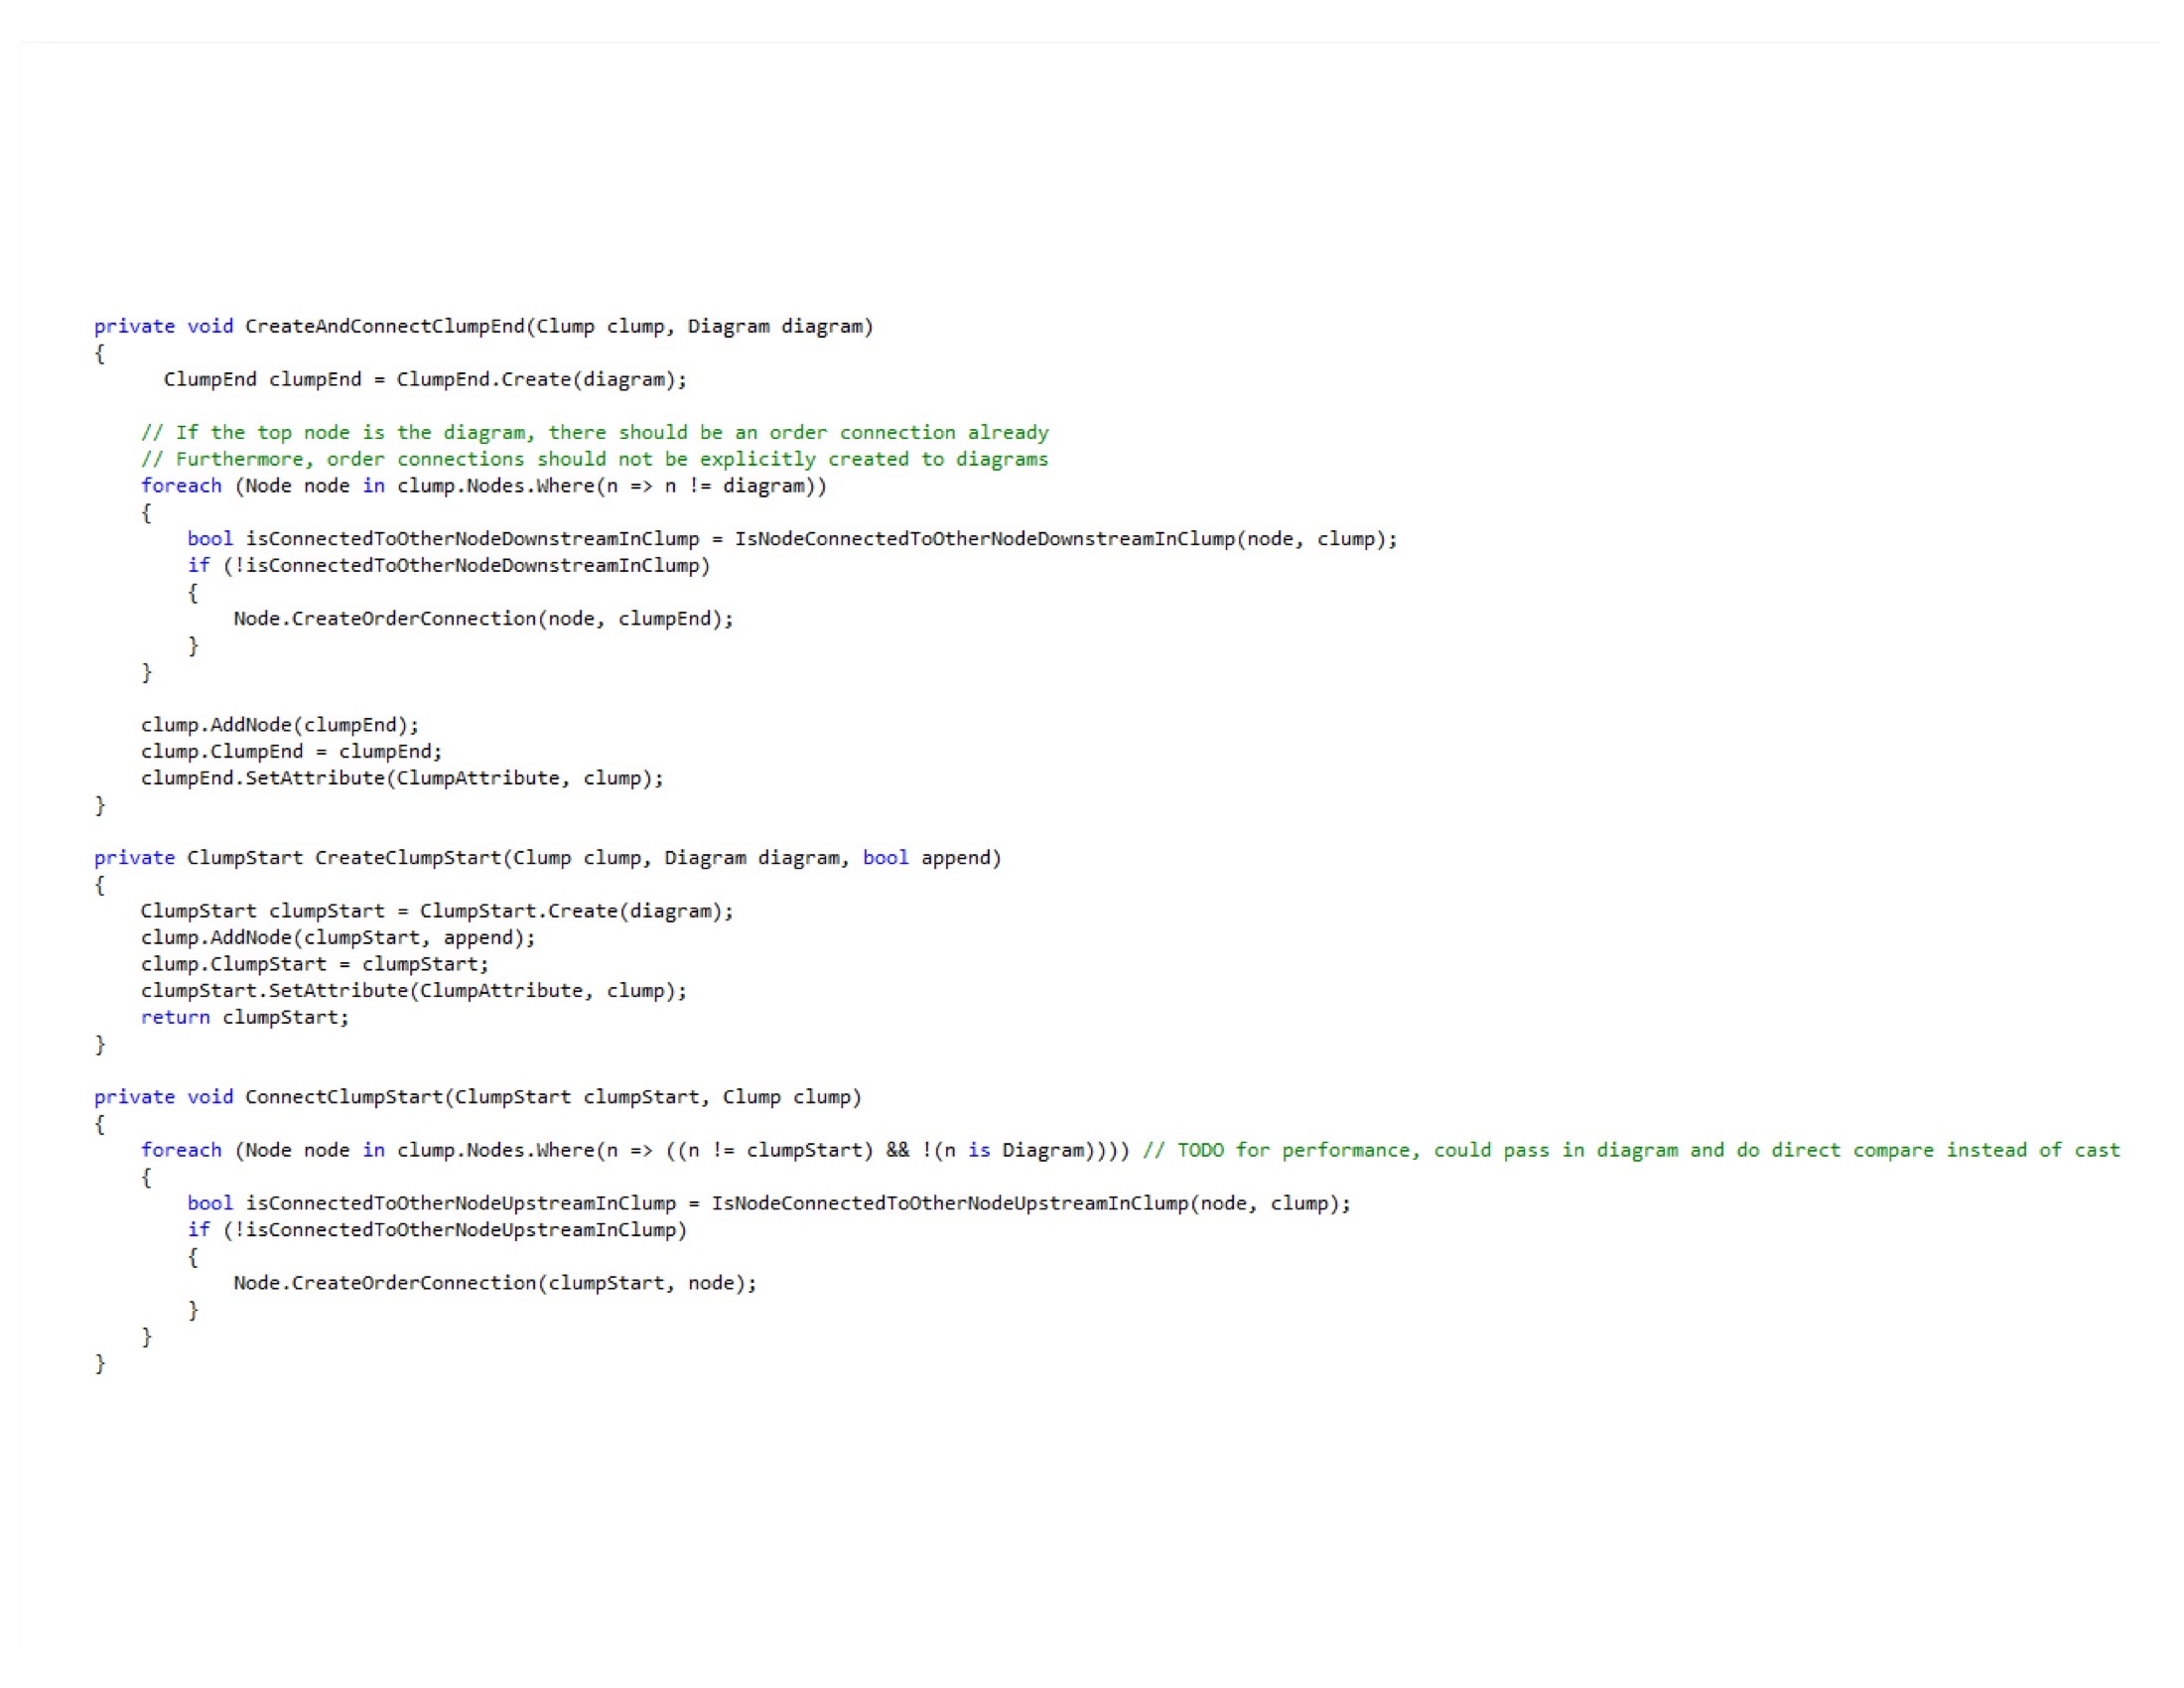 private void CreateAndConnectClumpEnd(Clump clump, Diagram diagram)
{
      ClumpEnd clumpEnd = ClumpEnd.Create(diagram);

    // If the top node is the diagram, there should be an order connection already
    // Furthermore, order connections should not be explicitly created to diagrams
    foreach (Node node in clump.Nodes.Where(n => n != diagram))
    {
        bool isConnectedToOtherNodeDownstreamInClump = IsNodeConnectedToOtherNodeDownstreamInClump(node, clump);
        if (!isConnectedToOtherNodeDownstreamInClump)
        {
            Node.CreateOrderConnection(node, clumpEnd);
        }
    }

    clump.AddNode(clumpEnd);
    clump.ClumpEnd = clumpEnd;
    clumpEnd.SetAttribute(ClumpAttribute, clump);
}

private ClumpStart CreateClumpStart(Clump clump, Diagram diagram, bool append)
{
    ClumpStart clumpStart = ClumpStart.Create(diagram);
    clump.AddNode(clumpStart, append);
    clump.ClumpStart = clumpStart;
    clumpStart.SetAttribute(ClumpAttribute, clump);
    return clumpStart;
}

private void ConnectClumpStart(ClumpStart clumpStart, Clump clump)
{
    foreach (Node node in clump.Nodes.Where(n => ((n != clumpStart) && !(n is Diagram)))) // TODO for performance, could pass in diagram and do direct compare instead of cast
    {
        bool isConnectedToOtherNodeUpstreamInClump = IsNodeConnectedToOtherNodeUpstreamInClump(node, clump);
        if (!isConnectedToOtherNodeUpstreamInClump)
        {
            Node.CreateOrderConnection(clumpStart, node);
        }
    }
}